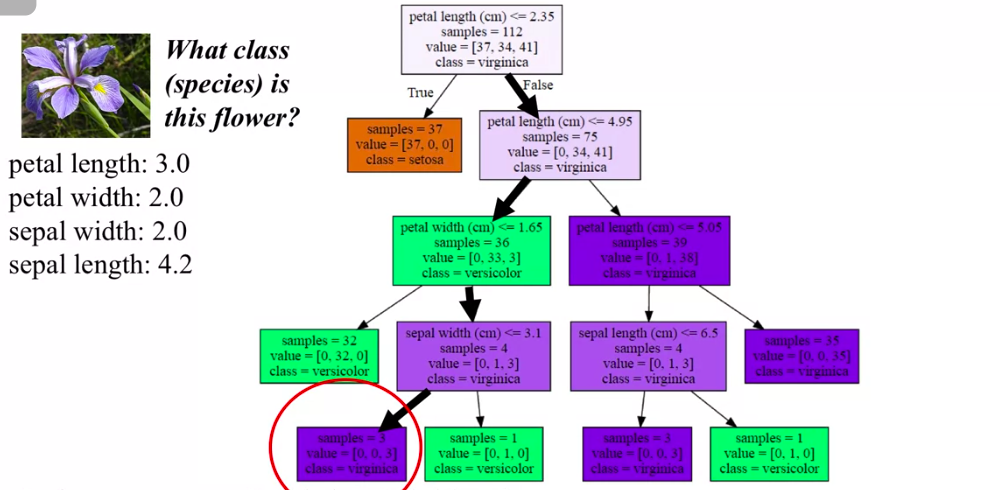 What class
(species) is
this flower?
petal length: 3.0
petal width: 2.0
sepal width: 2.0
sepal length: 4.2
petal length (cm) <= 2.35
samples = 112
value = [37, 34, 41]
class = virginica
True
False
samples = 37
value = [37, 0, 0]
class = setosa
petal length (cm) <= 4.95
samples = 75
value = [0, 34, 41]
class = virginica
petal width (cm) <= 1.65
samples = 36
value = [0, 33, 3]
class = versicolor
petal length (cm) <= 5.05
samples = 39
value = [0, 1, 38]
class = virginica
samples = 32
value = [0, 32, 0]
class = versicolor
sepal width (cm) <= 3.1
samples = 4
value = [0, 1, 3]
class = virginica
sepal length (cm) <= 6.5
samples = 4
value = [0, 1, 3]
class = virginica
samples = 35
value = [0, 0, 35]
class = virginica
samples = 3
value = [0, 0, 3]
class = virginica
samples = 1
value = [0, 1, 0]
class = versicolor
samples = 3
value = [0, 0, 3]
class = virginica
samples = 1
value = [0, 1, 0]
class = versicolor